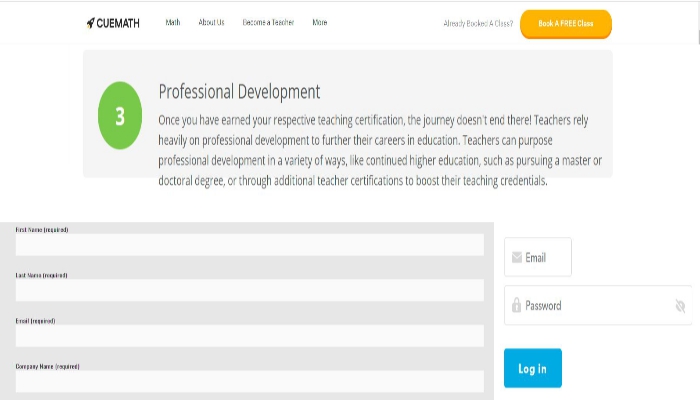 CUEMATH Math About Us Become a Teacher More Already Booked A Class? Book A FREE Class
3
Professional Development
Once you have earned your respective teaching certification, the journey doesn't end there! Teachers rely
heavily on professional development to further their careers in education. Teachers can purpose
professional development in a variety of ways, like continued higher education, such as pursuing a master or
doctoral degree, or through additional teacher certifications to boost their teaching credentials.
First Name (required)
Last Name (required)
Email (required)
Company Name (required)
Email
Password
Log in